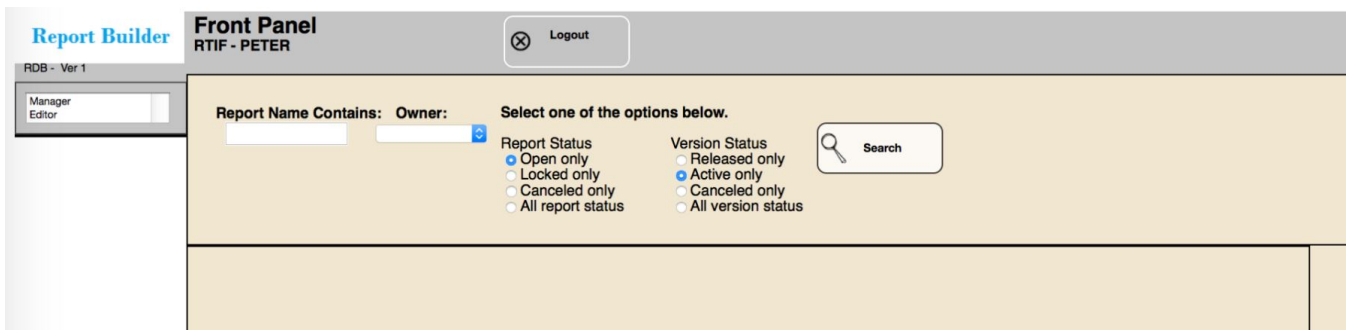 Report Builder
RDB - Ver 1
Manager
Editor
Front Panel
RTIF - PETER
Logout
Report Name Contains:
Owner:
Select one of the options below.
Report Status
Open only
Locked only
Canceled only
All report status
Version Status
Released only
Active only
Canceled only
All version status
Search